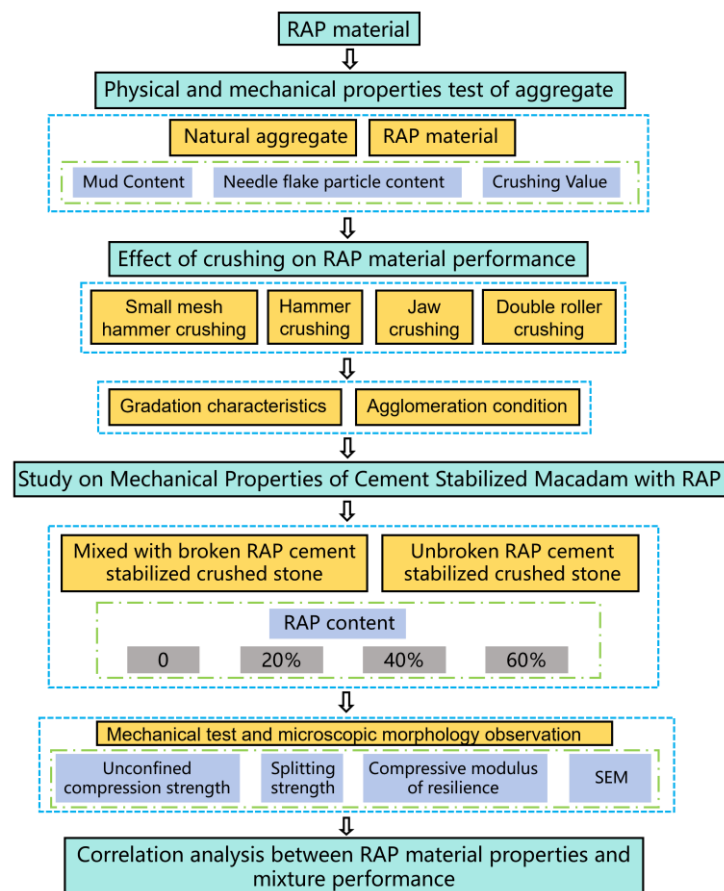 RAP material
Physical and mechanical properties test of aggregate
Natural aggregate
RAP material
Mud Content
Needle flake particle content
Crushing Value
Effect of crushing on RAP material performance
Small mesh
hammer crushing
Hammer
crushing
Jaw
crushing
Double roller
crushing
Gradation characteristics
Agglomeration condition
Study on Mechanical Properties of Cement Stabilized Macadam with RAP
Mixed with broken RAP cement
stabilized crushed stone
Unbroken RAP cement
stabilized crushed stone
RAP content
0
20%
40%
60%
Mechanical test and microscopic morphology observation
Unconfined
compression strength
Splitting
strength
Compressive modulus
of resilience
SEM
Correlation analysis between RAP material properties and
mixture performance